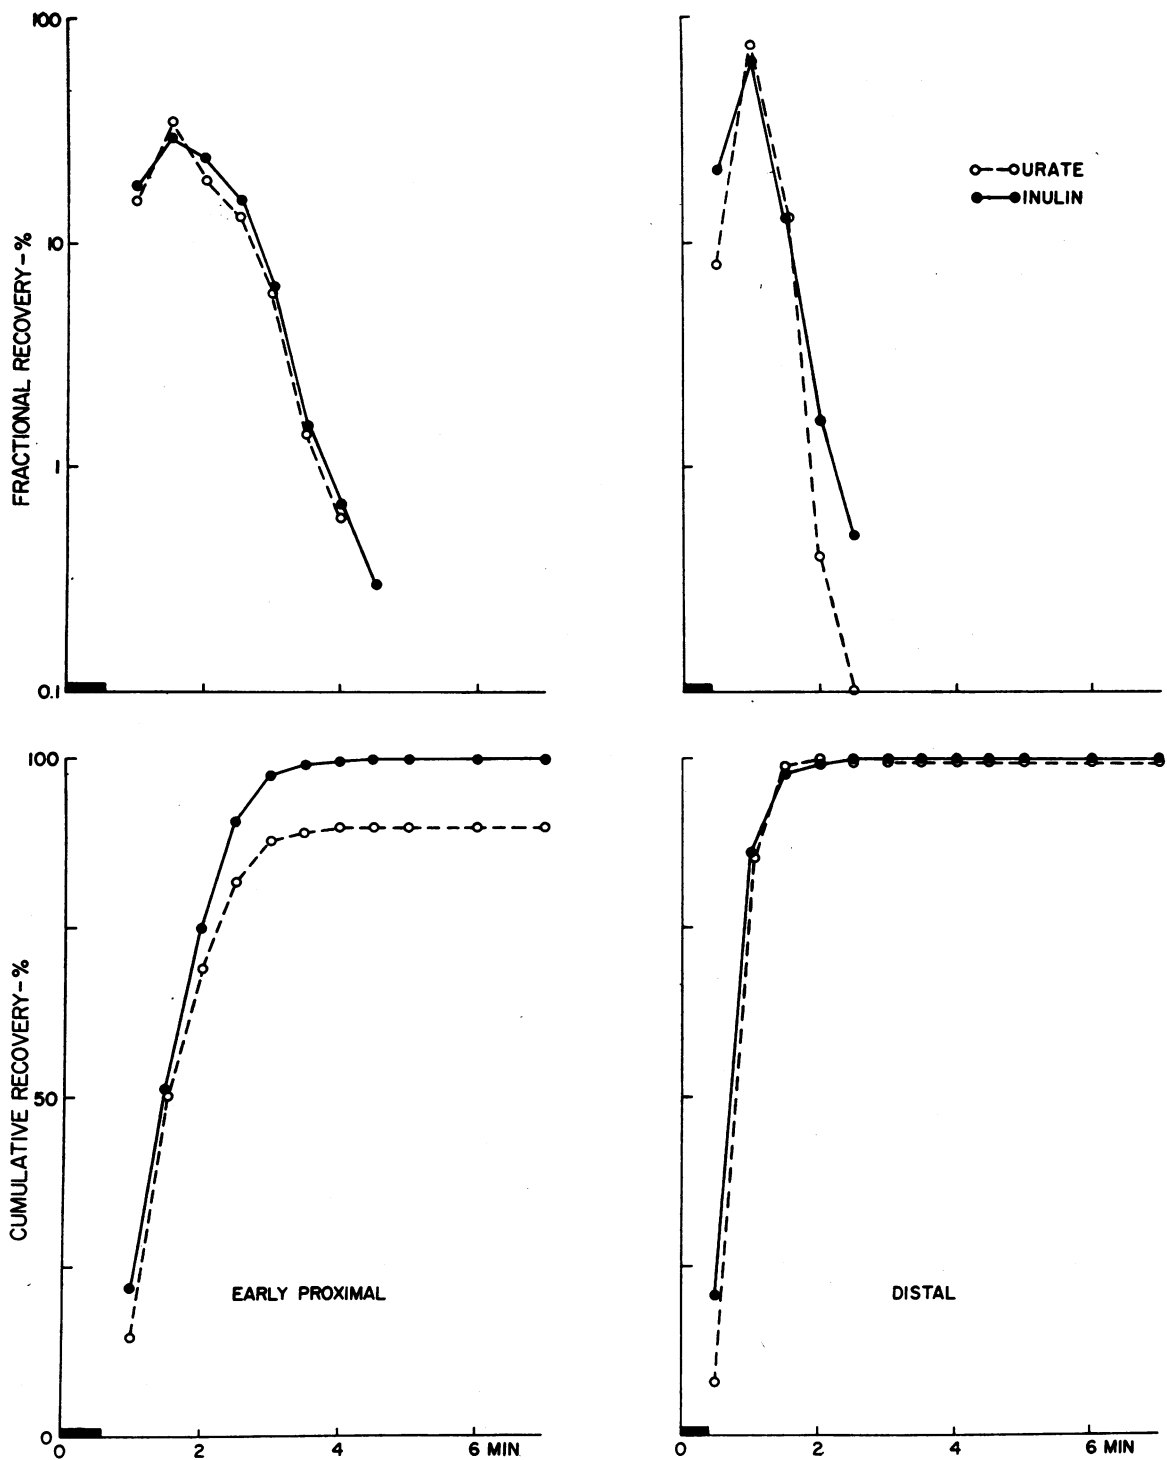 100
10
1
0.1
FRACTIONAL RECOVERY-%
URATE
INULIN
100
50
0
CUMULATIVE RECOVERY-%
EARLY PROXIMAL
DISTAL
0 2 4 6 MIN
0 2 4 6 MIN